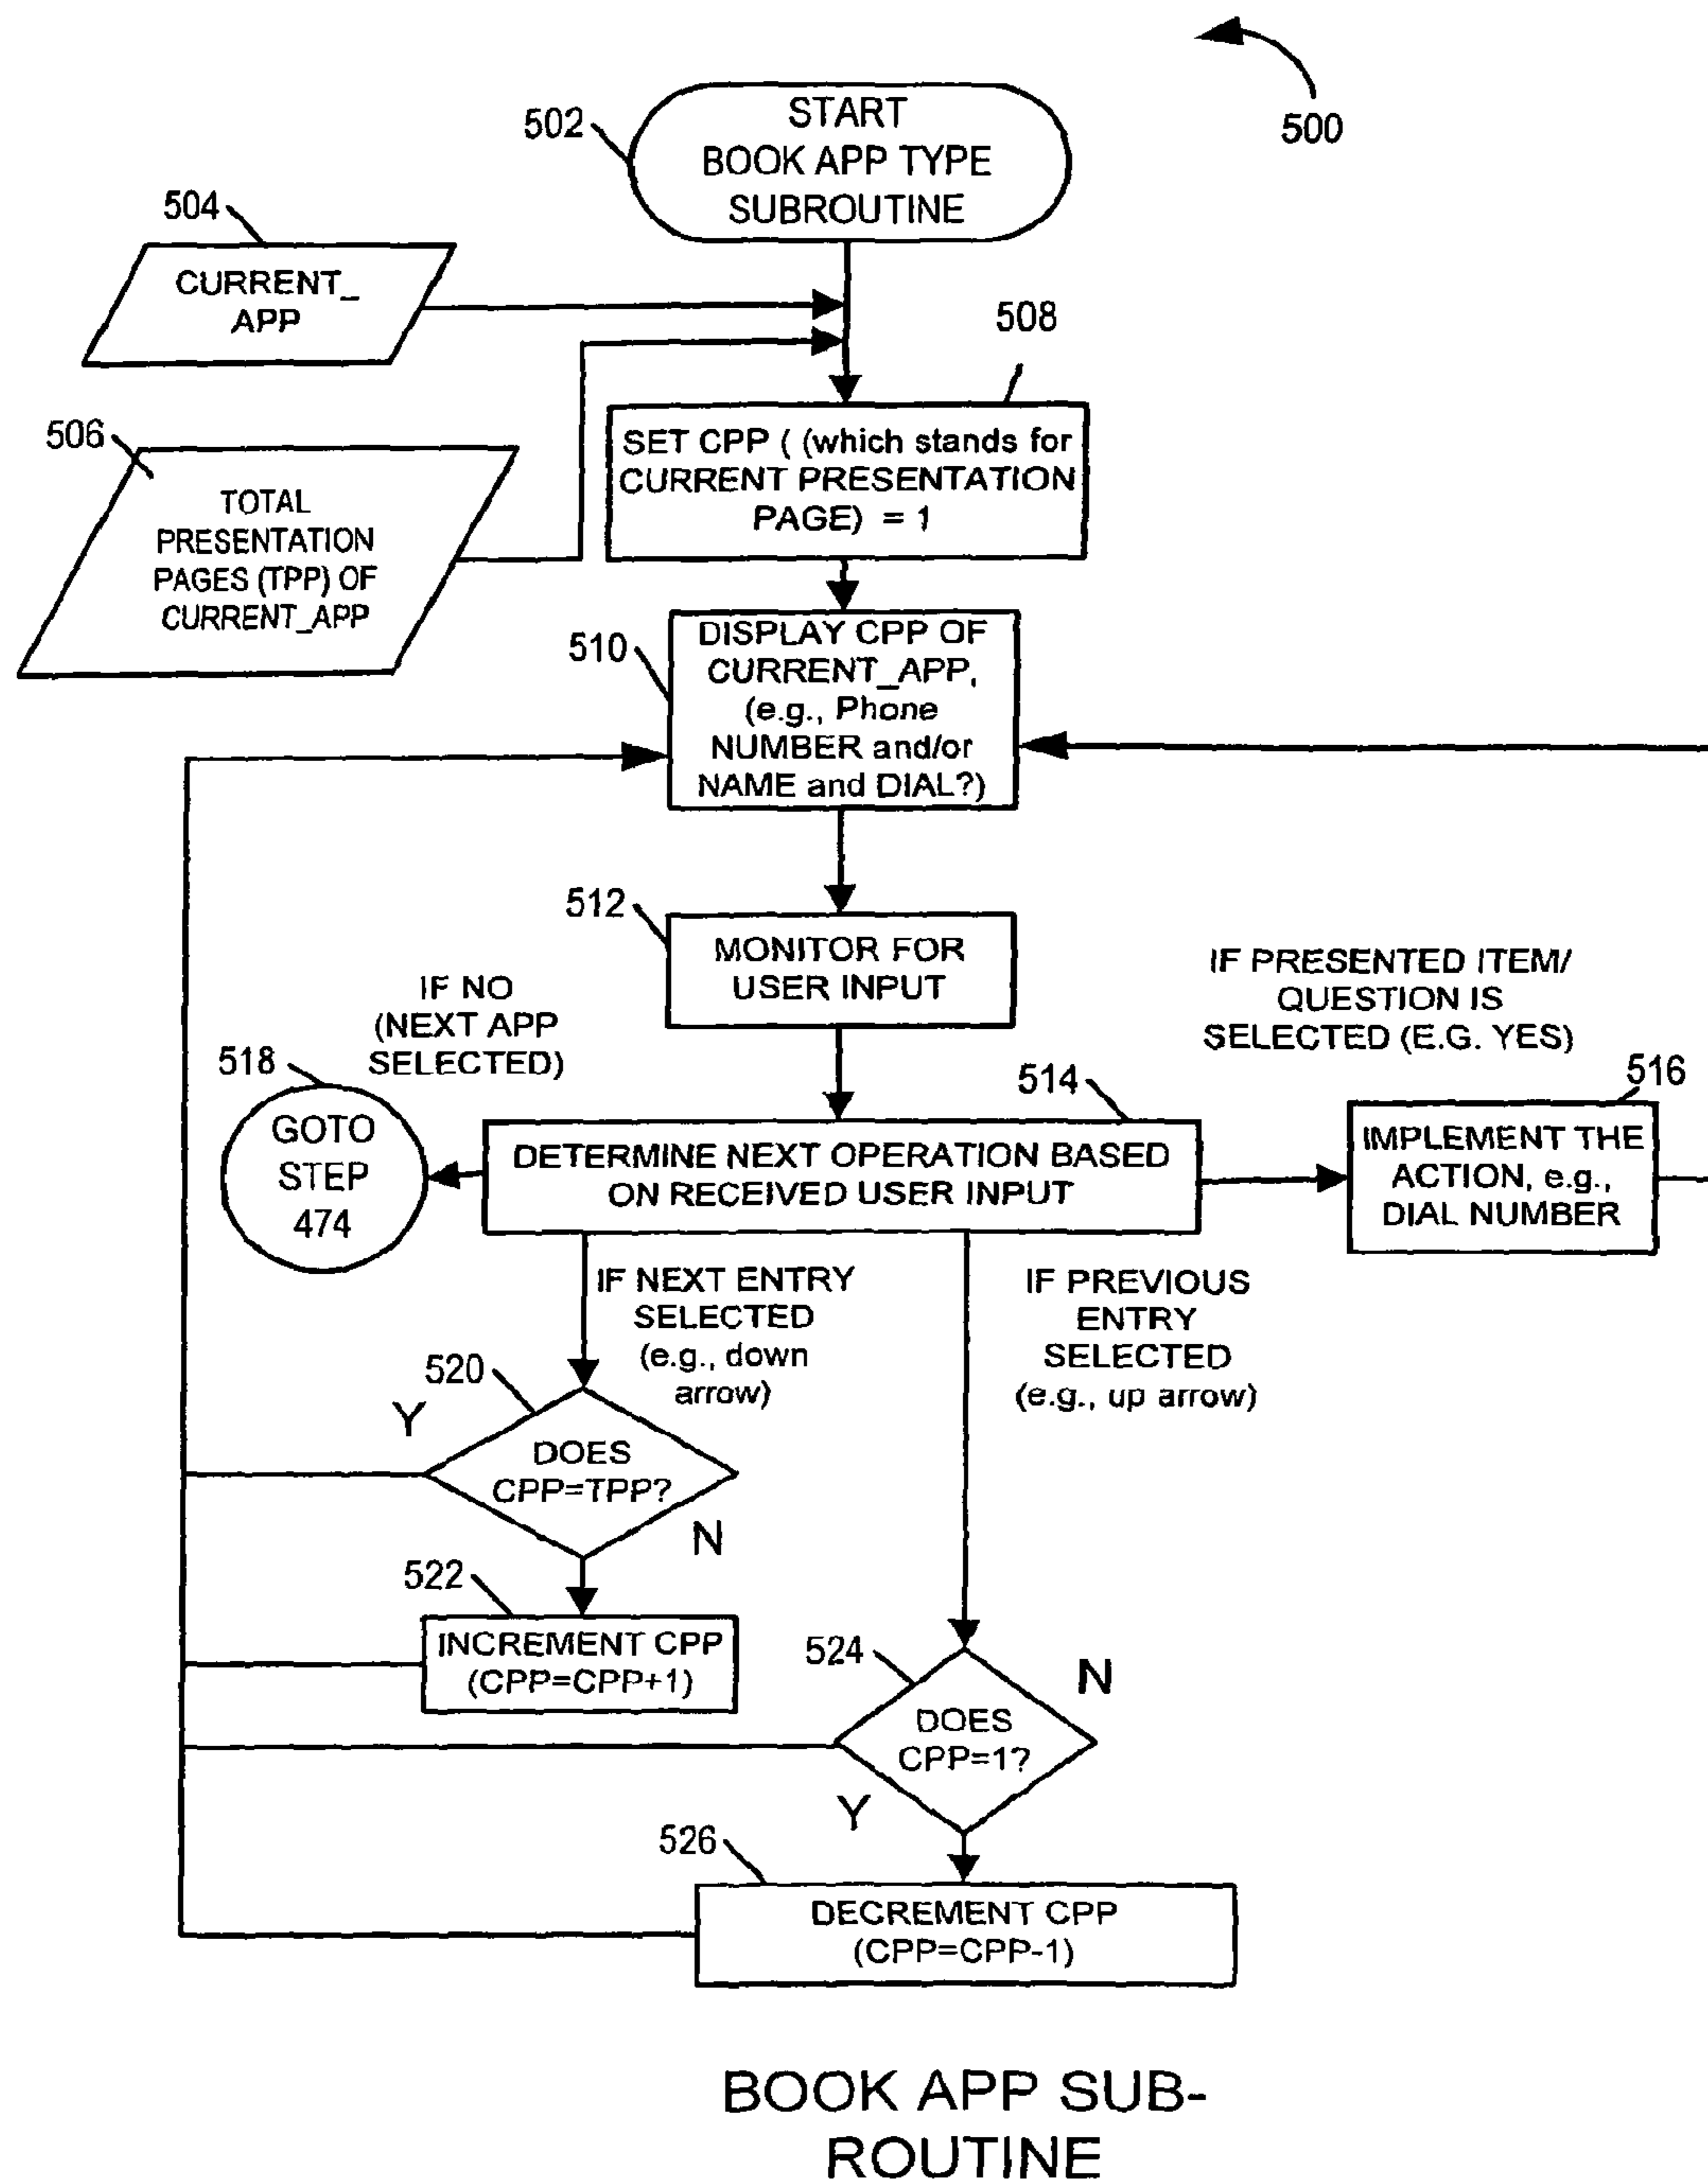 500
502
START
BOOK APP TYPE
SUBROUTINE
504
CURRENT_
APP
508
SET CPP ( (which stands for
CURRENT PRESENTATION
PAGE) = 1
506
TOTAL
PRESENTATION
PAGES (TPP) OF
CURRENT_APP
510
DISPLAY CPP OF
CURRENT_APP,
(e.g., Phone
NUMBER and/or
NAME and DIAL?)
512
MONITOR FOR
USER INPUT
IF NO
(NEXT APP
SELECTED)
IF PRESENTED ITEM/
QUESTION IS
SELECTED (E.G. YES)
518
GOTO
STEP
474
514
DETERMINE NEXT OPERATION BASED
ON RECEIVED USER INPUT
516
IMPLEMENT THE
ACTION, e.g.,
DIAL NUMBER
IF NEXT ENTRY
SELECTED
(e.g., down
arrow)
IF PREVIOUS
ENTRY
SELECTED
(e.g., up arrow)
520
Y
DOES
CPP=TPP?
N
522
INCREMENT CPP
(CPP=CPP+1)
524
N
DOES
CPP=1?
Y
526
DECREMENT CPP
(CPP=CPP-1)
BOOK APP SUB-
ROUTINE